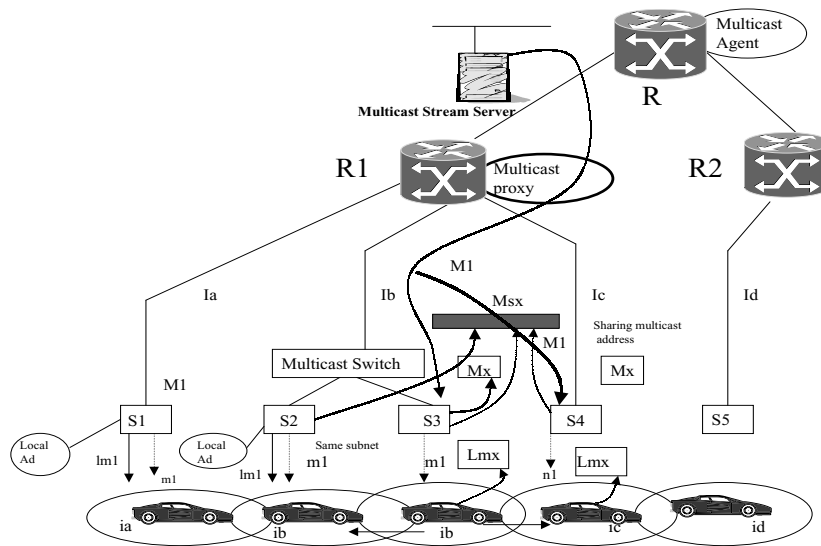 Multicast
Agent
R
Multicast Stream Server
R1
Multicast
proxy
R2
M1
Ia
Ib
Msx
Ic
Id
M1
Sharing multicast
address
Multicast Switch
Mx
Mx
M1
S1
S2
S3
S4
S5
Local
Ad
Local
Ad
Same subnet
lm1
m1
lm1
m1
m1
Lmx
n1
Lmx
ia
ib
ib
ic
id